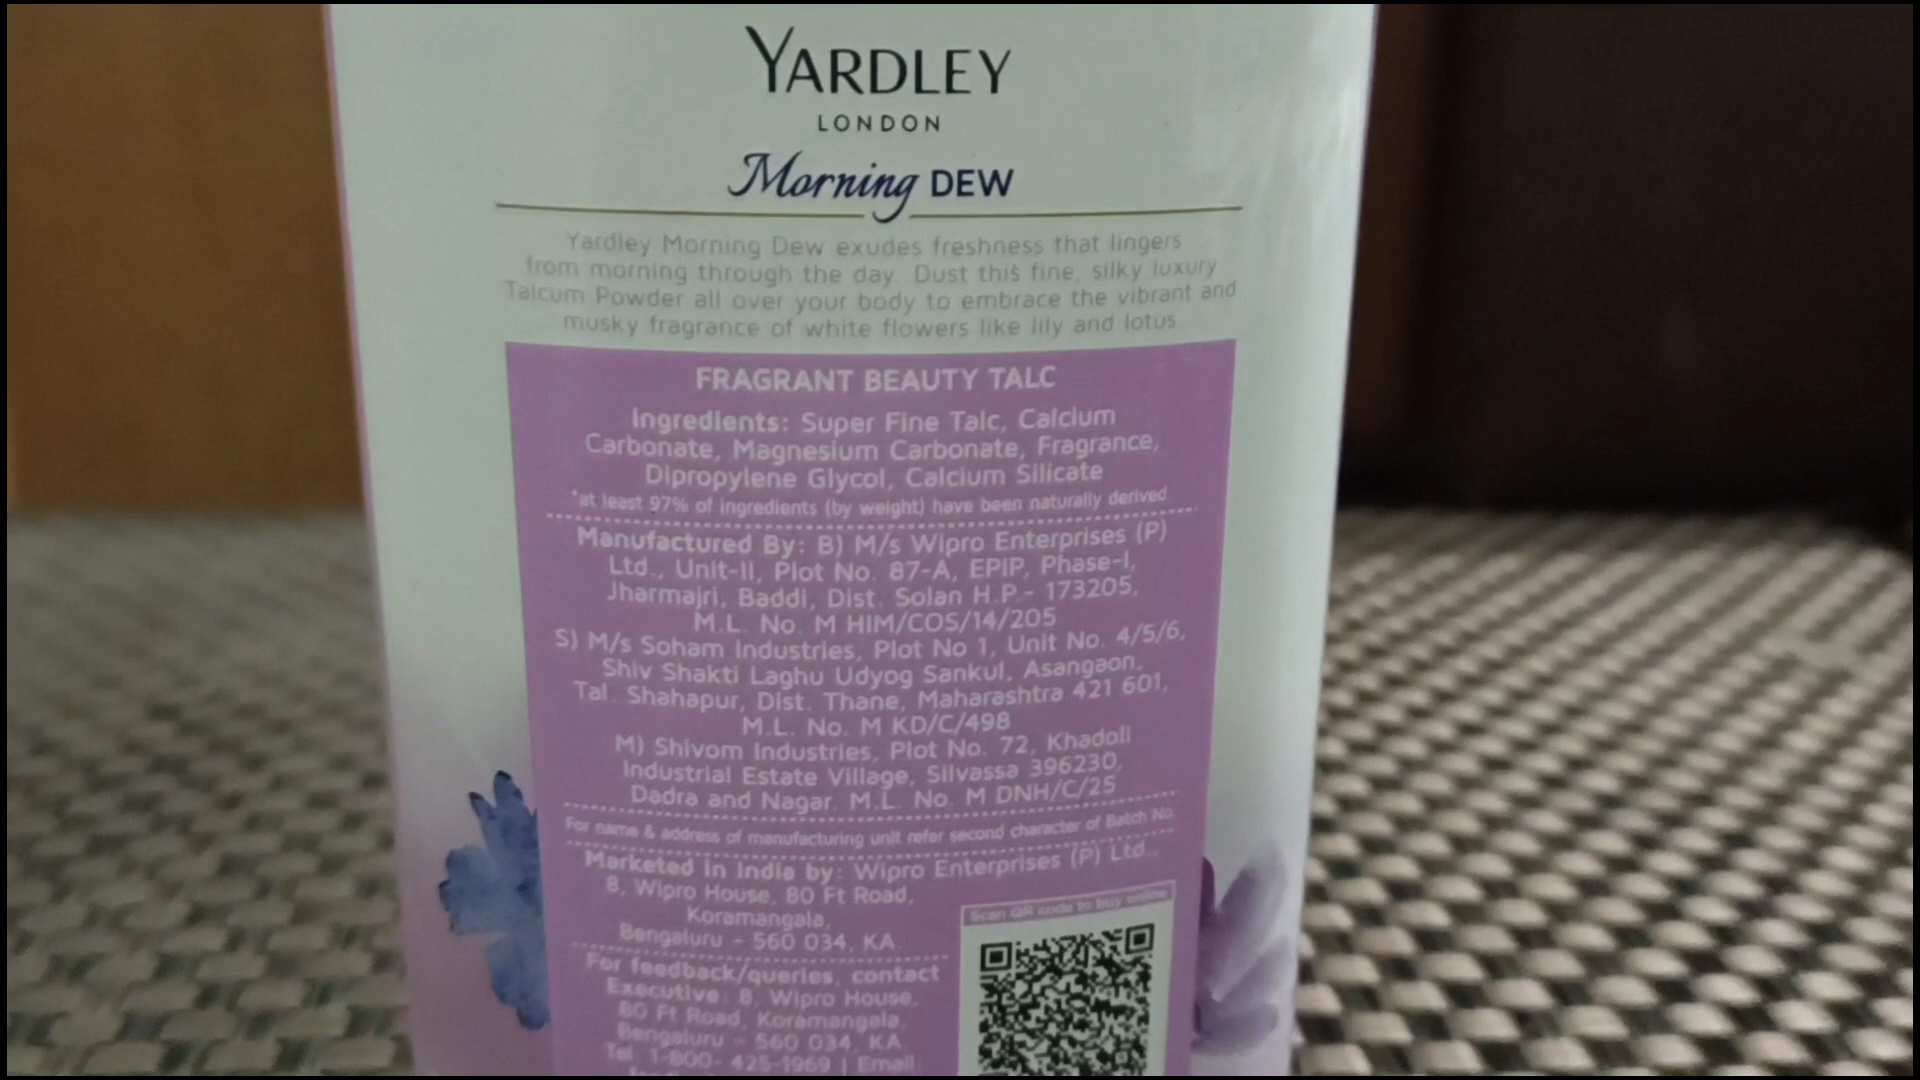 YARDLEY
LONDON
Morning DEW
Yardley Morning Dew exudes freshness that lingers
from morning through the day. Dust this fine, silky luxury
Talcum Powder all over your body to embrace the vibrant and
musky fragrance of white flowers like lily and lotus
FRAGRANT BEAUTY TALC
Ingredients: Super Fine Talc, Calcium
Carbonate, Magnesium Carbonate, Fragrance,
Dipropylene Glycol, Calcium Silicate
*at least 97% of ingredients (by weight) have been naturally derived.
Manufactured By: B) M/s Wipro Enterprises (P)
Ltd., Unit-II, Plot No. 87-A, EPIP, Phase-I,
Jharmajri, Baddi, Dist. Solan H.P.- 173205,
M.L. No. M HIM/COS/14/205
S) M/s Soham Industries, Plot No 1, Unit No. 4/5/6,
Shiv Shakti Laghu Udyog Sankul, Asangaon,
Tal. Shahapur, Dist. Thane, Maharashtra 421 601,
M.L. No. M KD/C/498
M) Shivom Industries, Plot No. 72, Khadoli
Industrial Estate Village, Silvassa 396230,
Dadra and Nagar. M.L. No. M DNH/C/25
For name & address of manufacturing unit refer second character of Batch No.
Marketed in India by: Wipro Enterprises (P) Ltd.,
8, Wipro House, 80 Ft Road,
Koramangala,
Bengaluru - 560 034, KA.
Scan QR code to buy online
For feedback/queries, contact
Executive: 8, Wipro House,
80 Ft Road, Koramangala,
Bengaluru - 560 034, KA
Tel. 1-800- 425-1969 | Email: